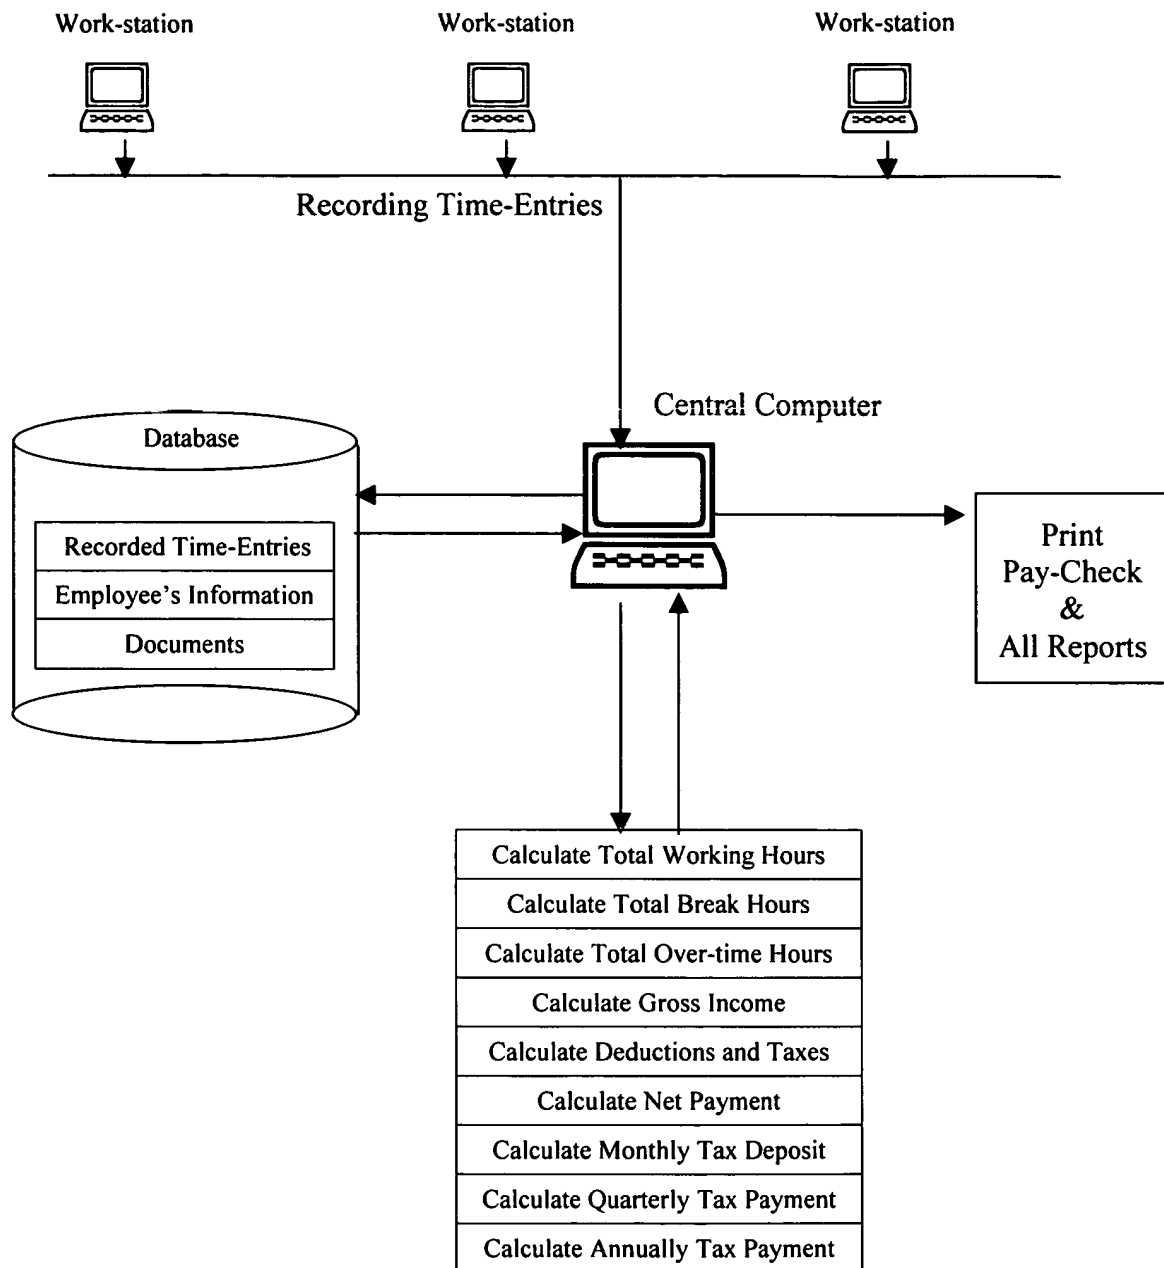 Work-station
Work-station
Work-station
Recording Time-Entries
Central Computer
Database
Recorded Time-Entries
Employee's Information
Documents
Print
Pay-Check
&
All Reports
Calculate Total Working Hours
Calculate Total Break Hours
Calculate Total Over-time Hours
Calculate Gross Income
Calculate Deductions and Taxes
Calculate Net Payment
Calculate Monthly Tax Deposit
Calculate Quarterly Tax Payment
Calculate Annually Tax Payment